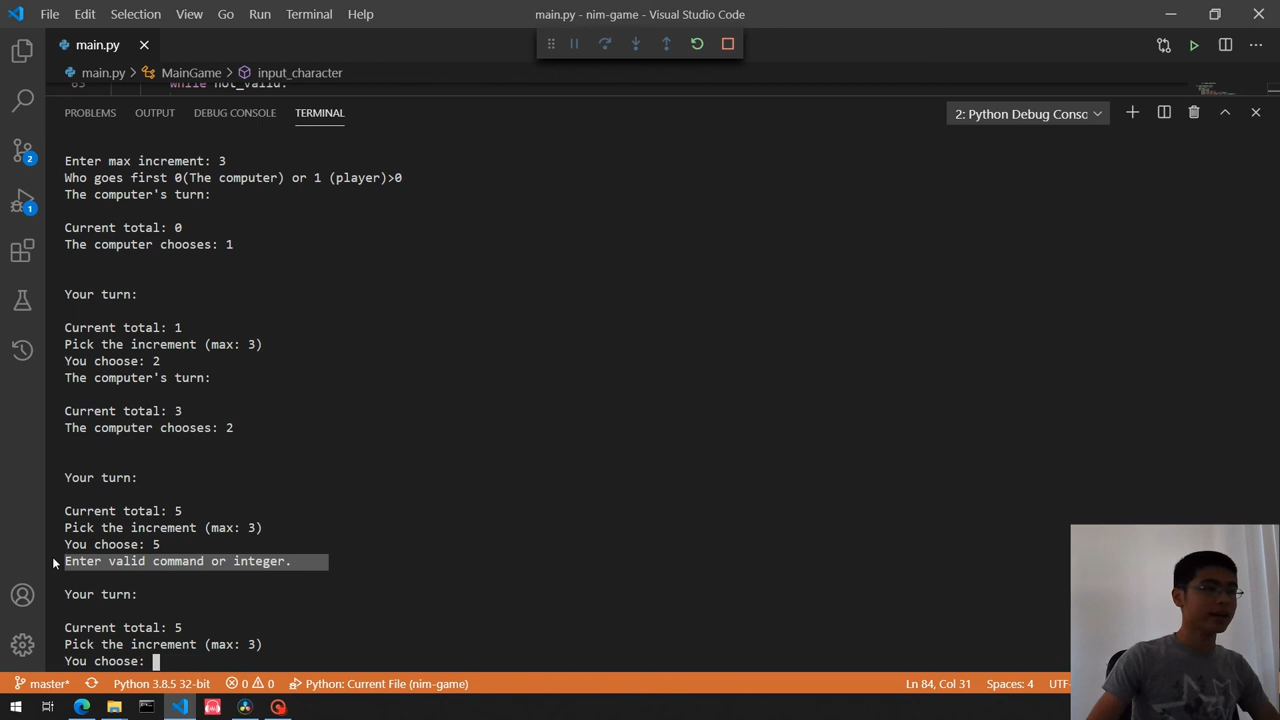 File Edit Selection View Go Run Terminal Help main.py - nim-game - Visual Studio Code
main.py
main.py > MainGame > input_character
while not_valid:
PROBLEMS OUTPUT DEBUG CONSOLE TERMINAL 2: Python Debug Consc
Enter max increment: 3
Who goes first 0(The computer) or 1 (player)>0
The computer's turn:
Current total: 0
The computer chooses: 1
Your turn:
Current total: 1
Pick the increment (max: 3)
You choose: 2
The computer's turn:
Current total: 3
The computer chooses: 2
Your turn:
Current total: 5
Pick the increment (max: 3)
You choose: 5
Enter valid command or integer.
Your turn:
Current total: 5
Pick the increment (max: 3)
You choose:
2
1
master* Python 3.8.5 32-bit 0 0 Python: Current File (nim-game) Ln 84, Col 31 Spaces: 4 UTF-